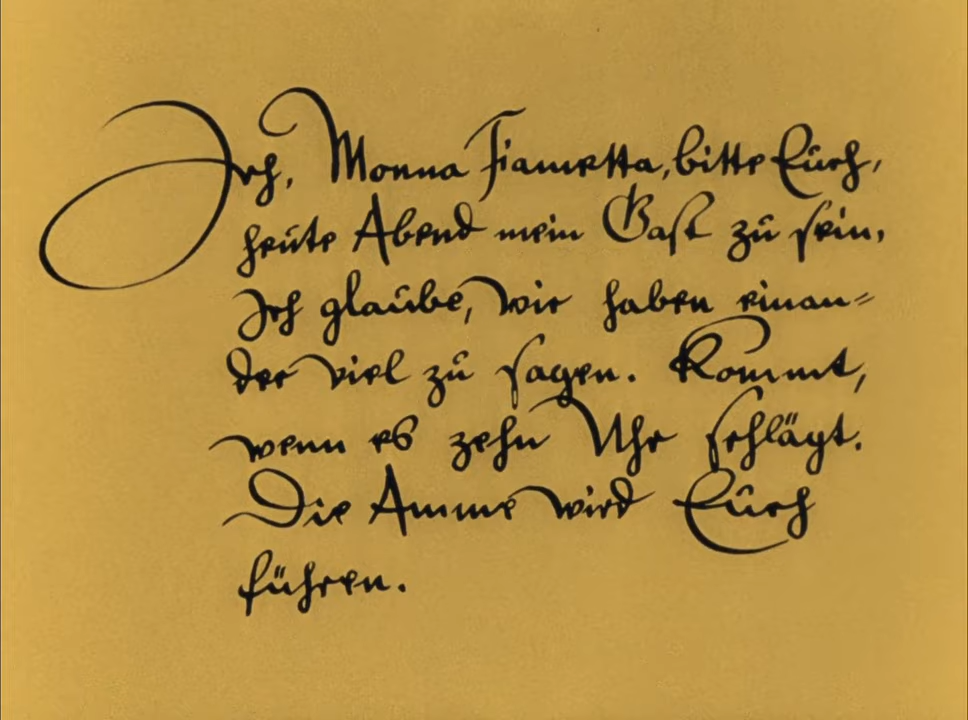 Ich, Monna Fiametta, bitte Euch,
heute Abend mein Gast zu sein.
Ich glaube, wir haben einan=
der viel zu sagen. Kommt,
wenn es zehn Uhr schlägt.
Die Amme wird Euch
führen.